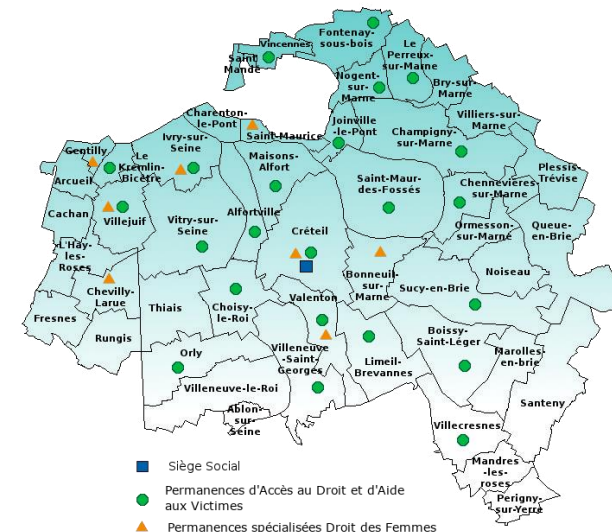 Fontenay-
sous-bois
Vincennes
Saint
Mandé
Le
Perreux-
sur-Marne
Nogent-
sur-
Marne
Bry-sur-
Marne
Charenton-
le-Pont
Saint-Maurice
Joinville
-le-Pont
Villiers-sur-
Marne
Champigny
-sur-Marne
Gentilly
Ivry-sur-
Seine
Le
Kremlin-
Bicêtre
Maisons-
Alfort
Plessis-
Trévise
Arcueil
Saint-Maur-
des-Fossés
Chennevières
-sur-Marne
Cachan
Villejuif
Vitry-sur-
Seine
Alfortville
Créteil
Ormesson-
sur-Marne
Queue-
en-Brie
L'Hay-
les-
Roses
Bonneuil-
sur-
Marne
Noiseau
Sucy-en-Brie
Chevilly-
Larue
Thiais
Choisy-
le-Roi
Valenton
Fresnes
Rungis
Boissy-
Saint-Léger
Orly
Villeneuve
-Saint-
Georges
Limeil-
Brevannes
Marolles-
en-brie
Villeneuve-le-Roi
Santeny
Ablon-
sur-
Seine
Villecresnes
Mandres
-les-
roses
Perigny-
sur-Yerre
Siège Social
Permanences d'Accès au Droit et d'Aide
aux Victimes
Permanences spécialisées Droit des Femmes